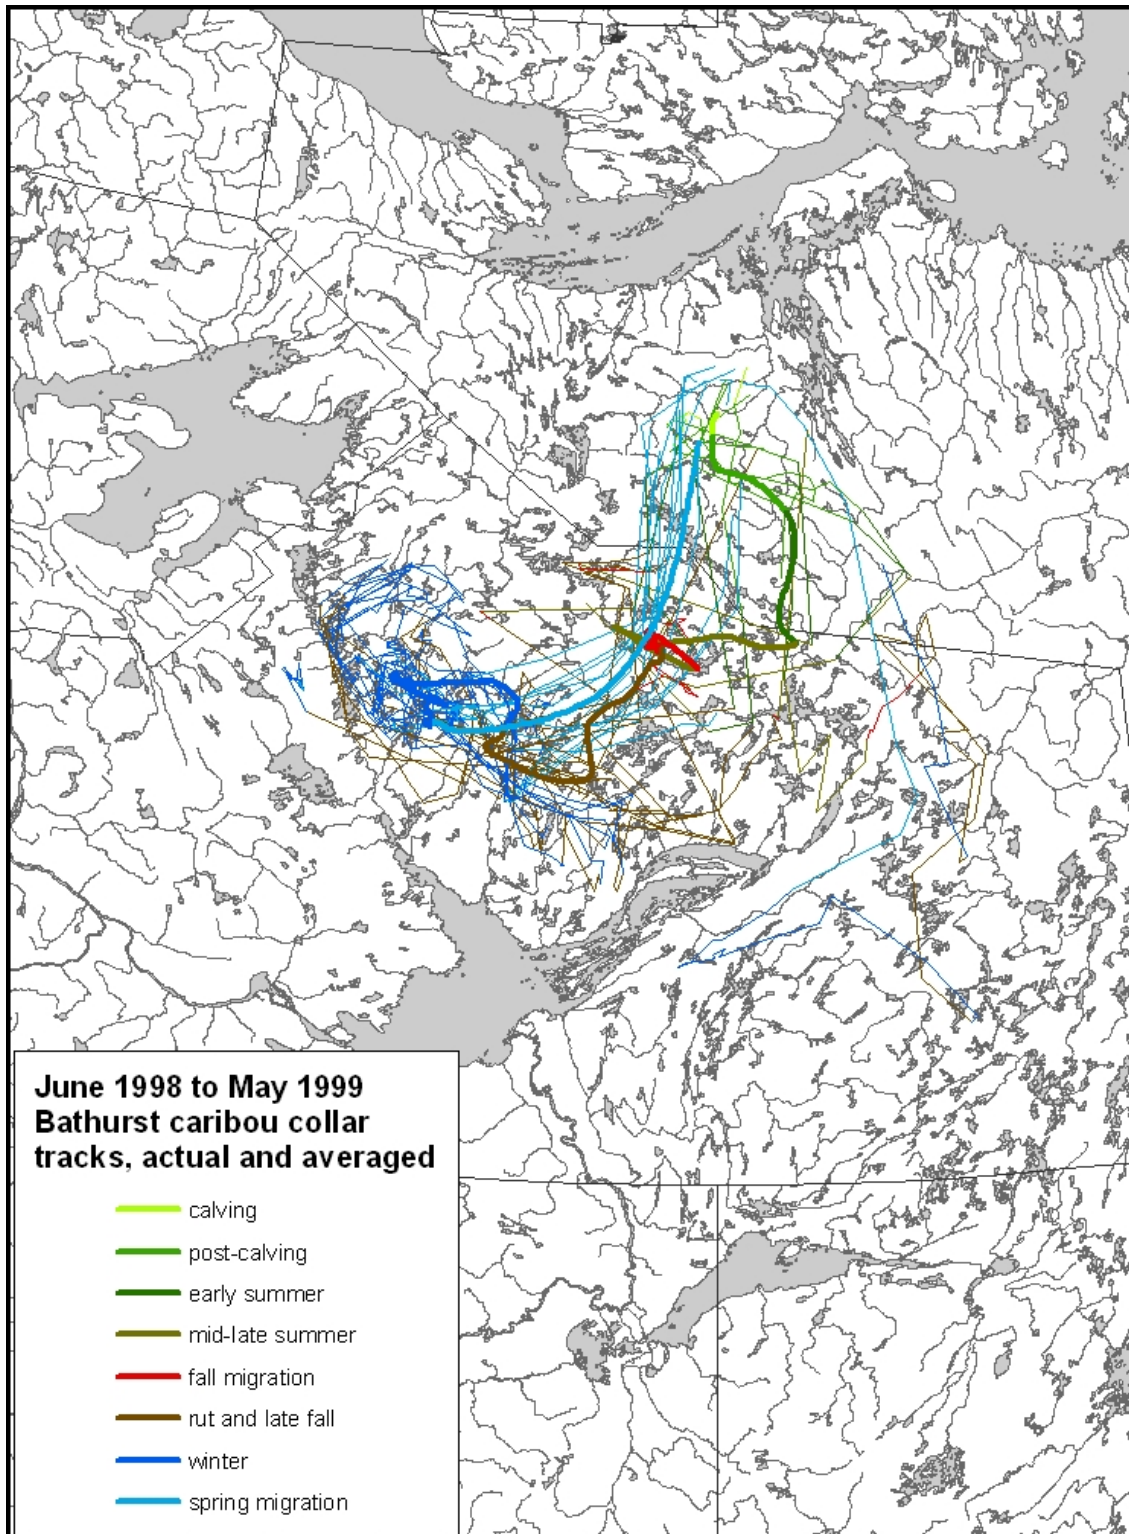 June 1998 to May 1999
Bathurst caribou collar
tracks, actual and averaged
calving
post-calving
early summer
mid-late summer
fall migration
rut and late fall
winter
spring migration